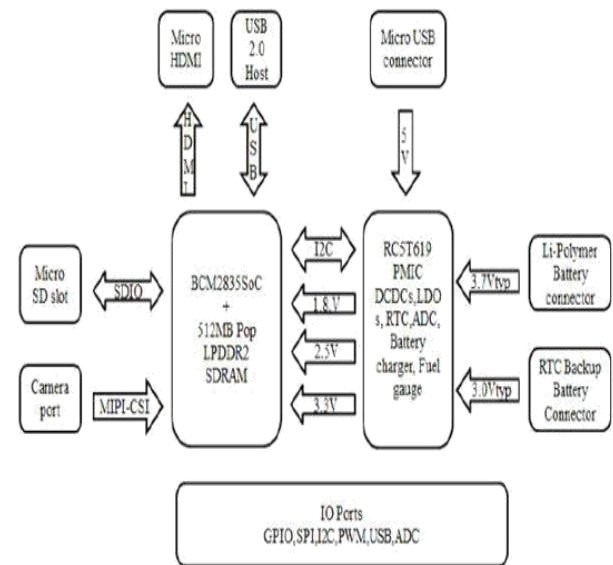 Micro
HDMI
USB
2.0
Host
Micro USB
connector
HDMI
USB
5V
Micro
SD slot
SDIO
BCM2835SoC
+
512MB Pop
LPDDR2
SDRAM
I2C
1.8.V
2.5V
3.3V
RC5T619
PMIC
DCDCs,LDO
s, RTC,ADC,
Battery
charger, Fuel
gauge
3.7Vtyp
Li-Polymer
Battery
connector
Camera
port
MIPI-CSI
3.0Vtyp
RTC Backup
Battery
Connector
IO Ports
GPIO,SPI,I2C,PWM,USB,ADC